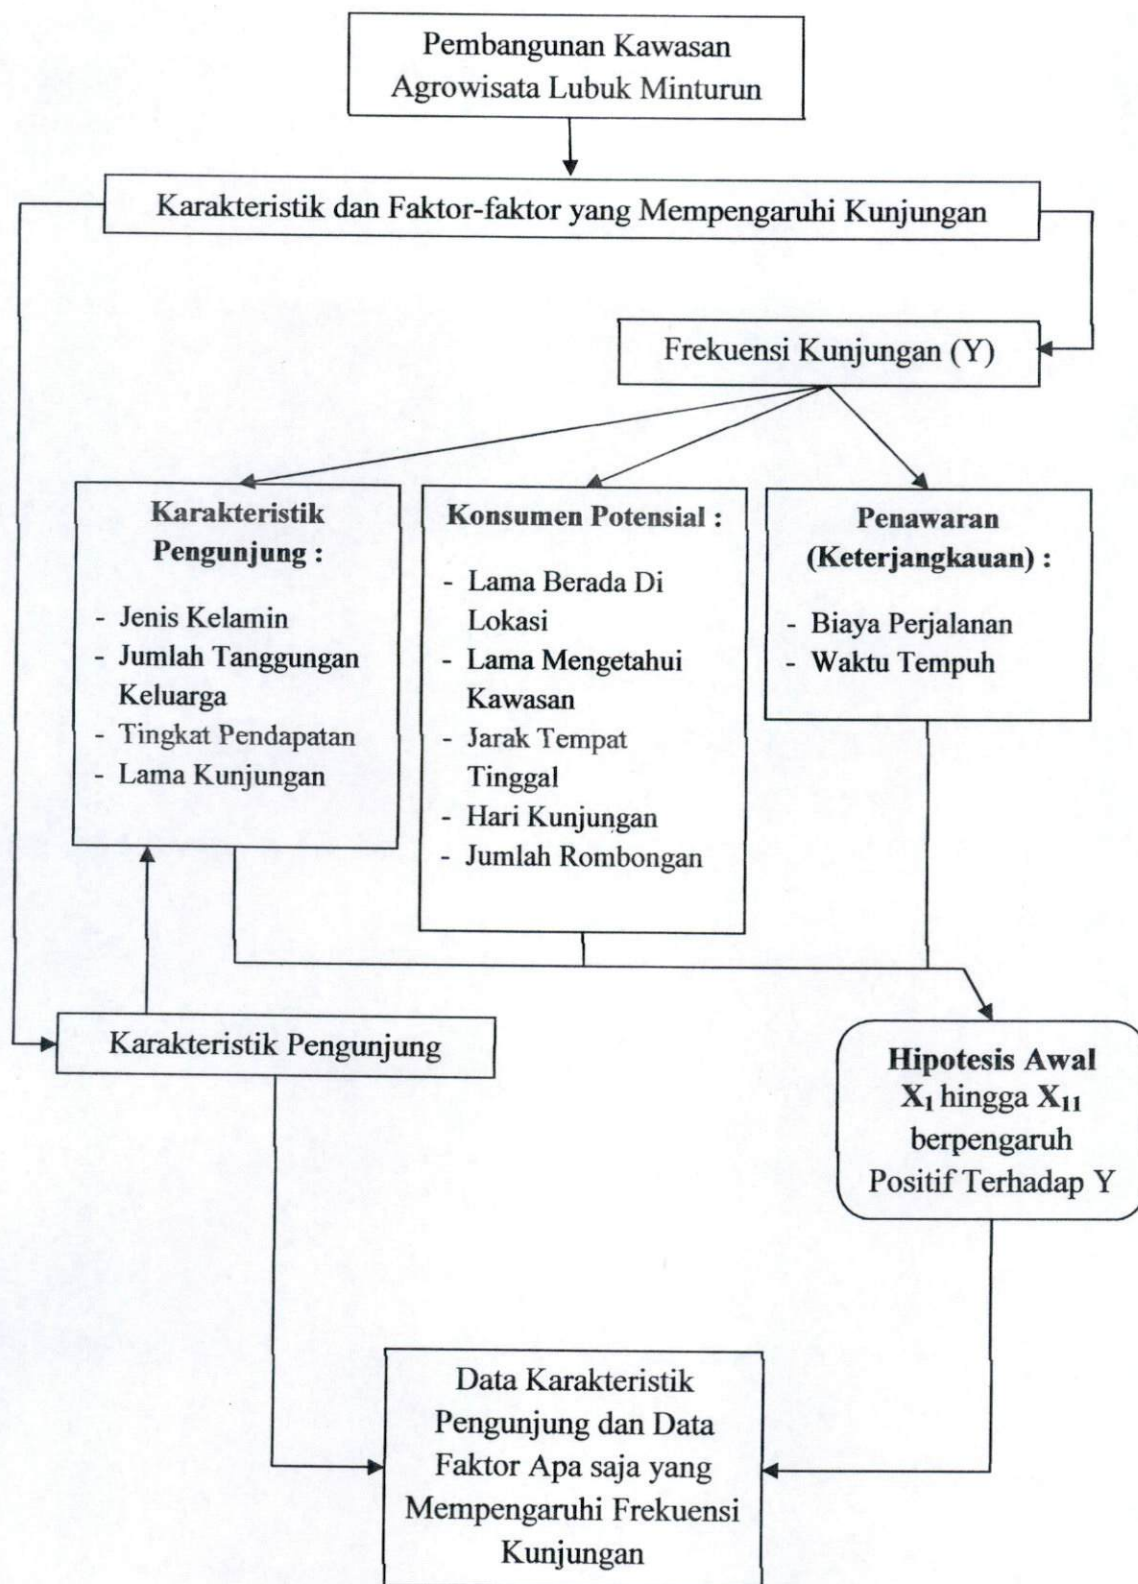 Pembangunan Kawasan
Agrowisata Lubuk Minturun
Karakteristik dan Faktor-faktor yang Mempengaruhi Kunjungan
Frekuensi Kunjungan (Y)
Karakteristik
Pengunjung :
- Jenis Kelamin
- Jumlah Tanggungan
Keluarga
- Tingkat Pendapatan
- Lama Kunjungan
Konsumen Potensial :
- Lama Berada Di
Lokasi
- Lama Mengetahui
Kawasan
- Jarak Tempat
Tinggal
- Hari Kunjungan
- Jumlah Rombongan
Penawaran
(Keterjangkauan) :
- Biaya Perjalanan
- Waktu Tempuh
Karakteristik Pengunjung
Hipotesis Awal
X₁ hingga X₁₁
berpengaruh
Positif Terhadap Y
Data Karakteristik
Pengunjung dan Data
Faktor Apa saja yang
Mempengaruhi Frekuensi
Kunjungan